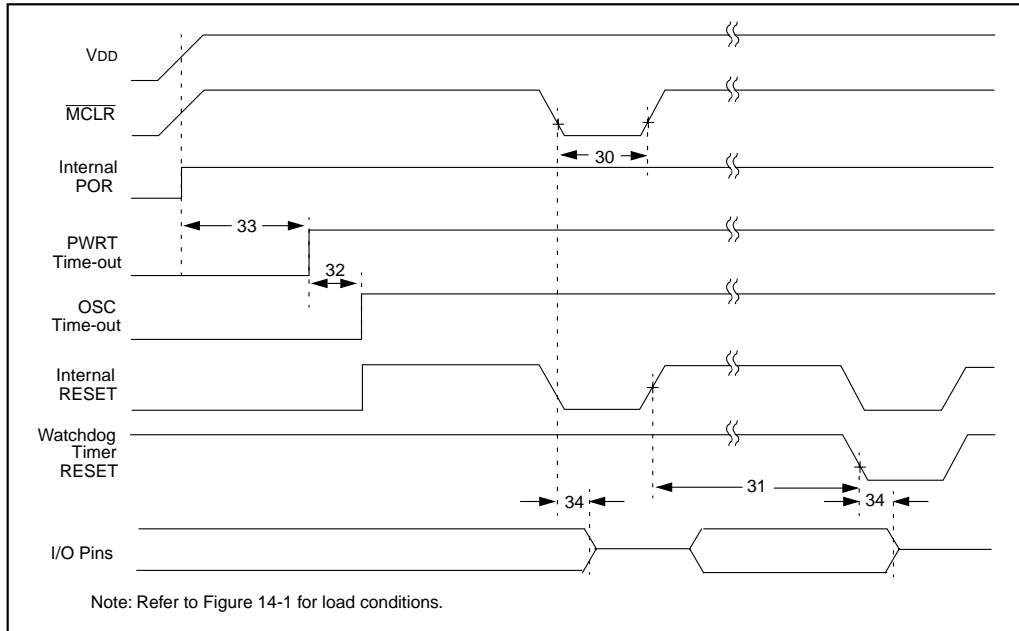 VDD
MCLR
30
Internal
POR
33
PWRT
Time-out
32
OSC
Time-out
Internal
RESET
Watchdog
Timer
RESET
31
34
34
I/O Pins
Note: Refer to Figure 14-1 for load conditions.